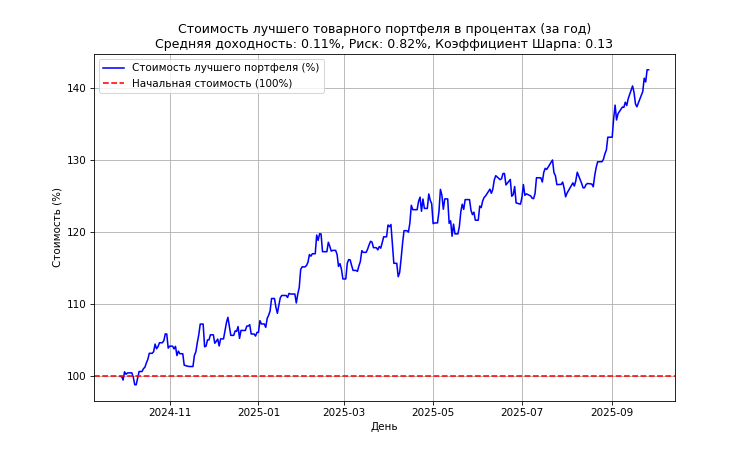 Стоимость лучшего товарного портфеля в процентах (за год)
Средняя доходность: 0.11%, Риск: 0.82%, Коэффициент Шарпа: 0.13
Стоимость лучшего портфеля (%)
Начальная стоимость (100%)
Стоимость (%)
140
130
120
110
100
2024-11
2025-01
2025-03
2025-05
2025-07
2025-09
День